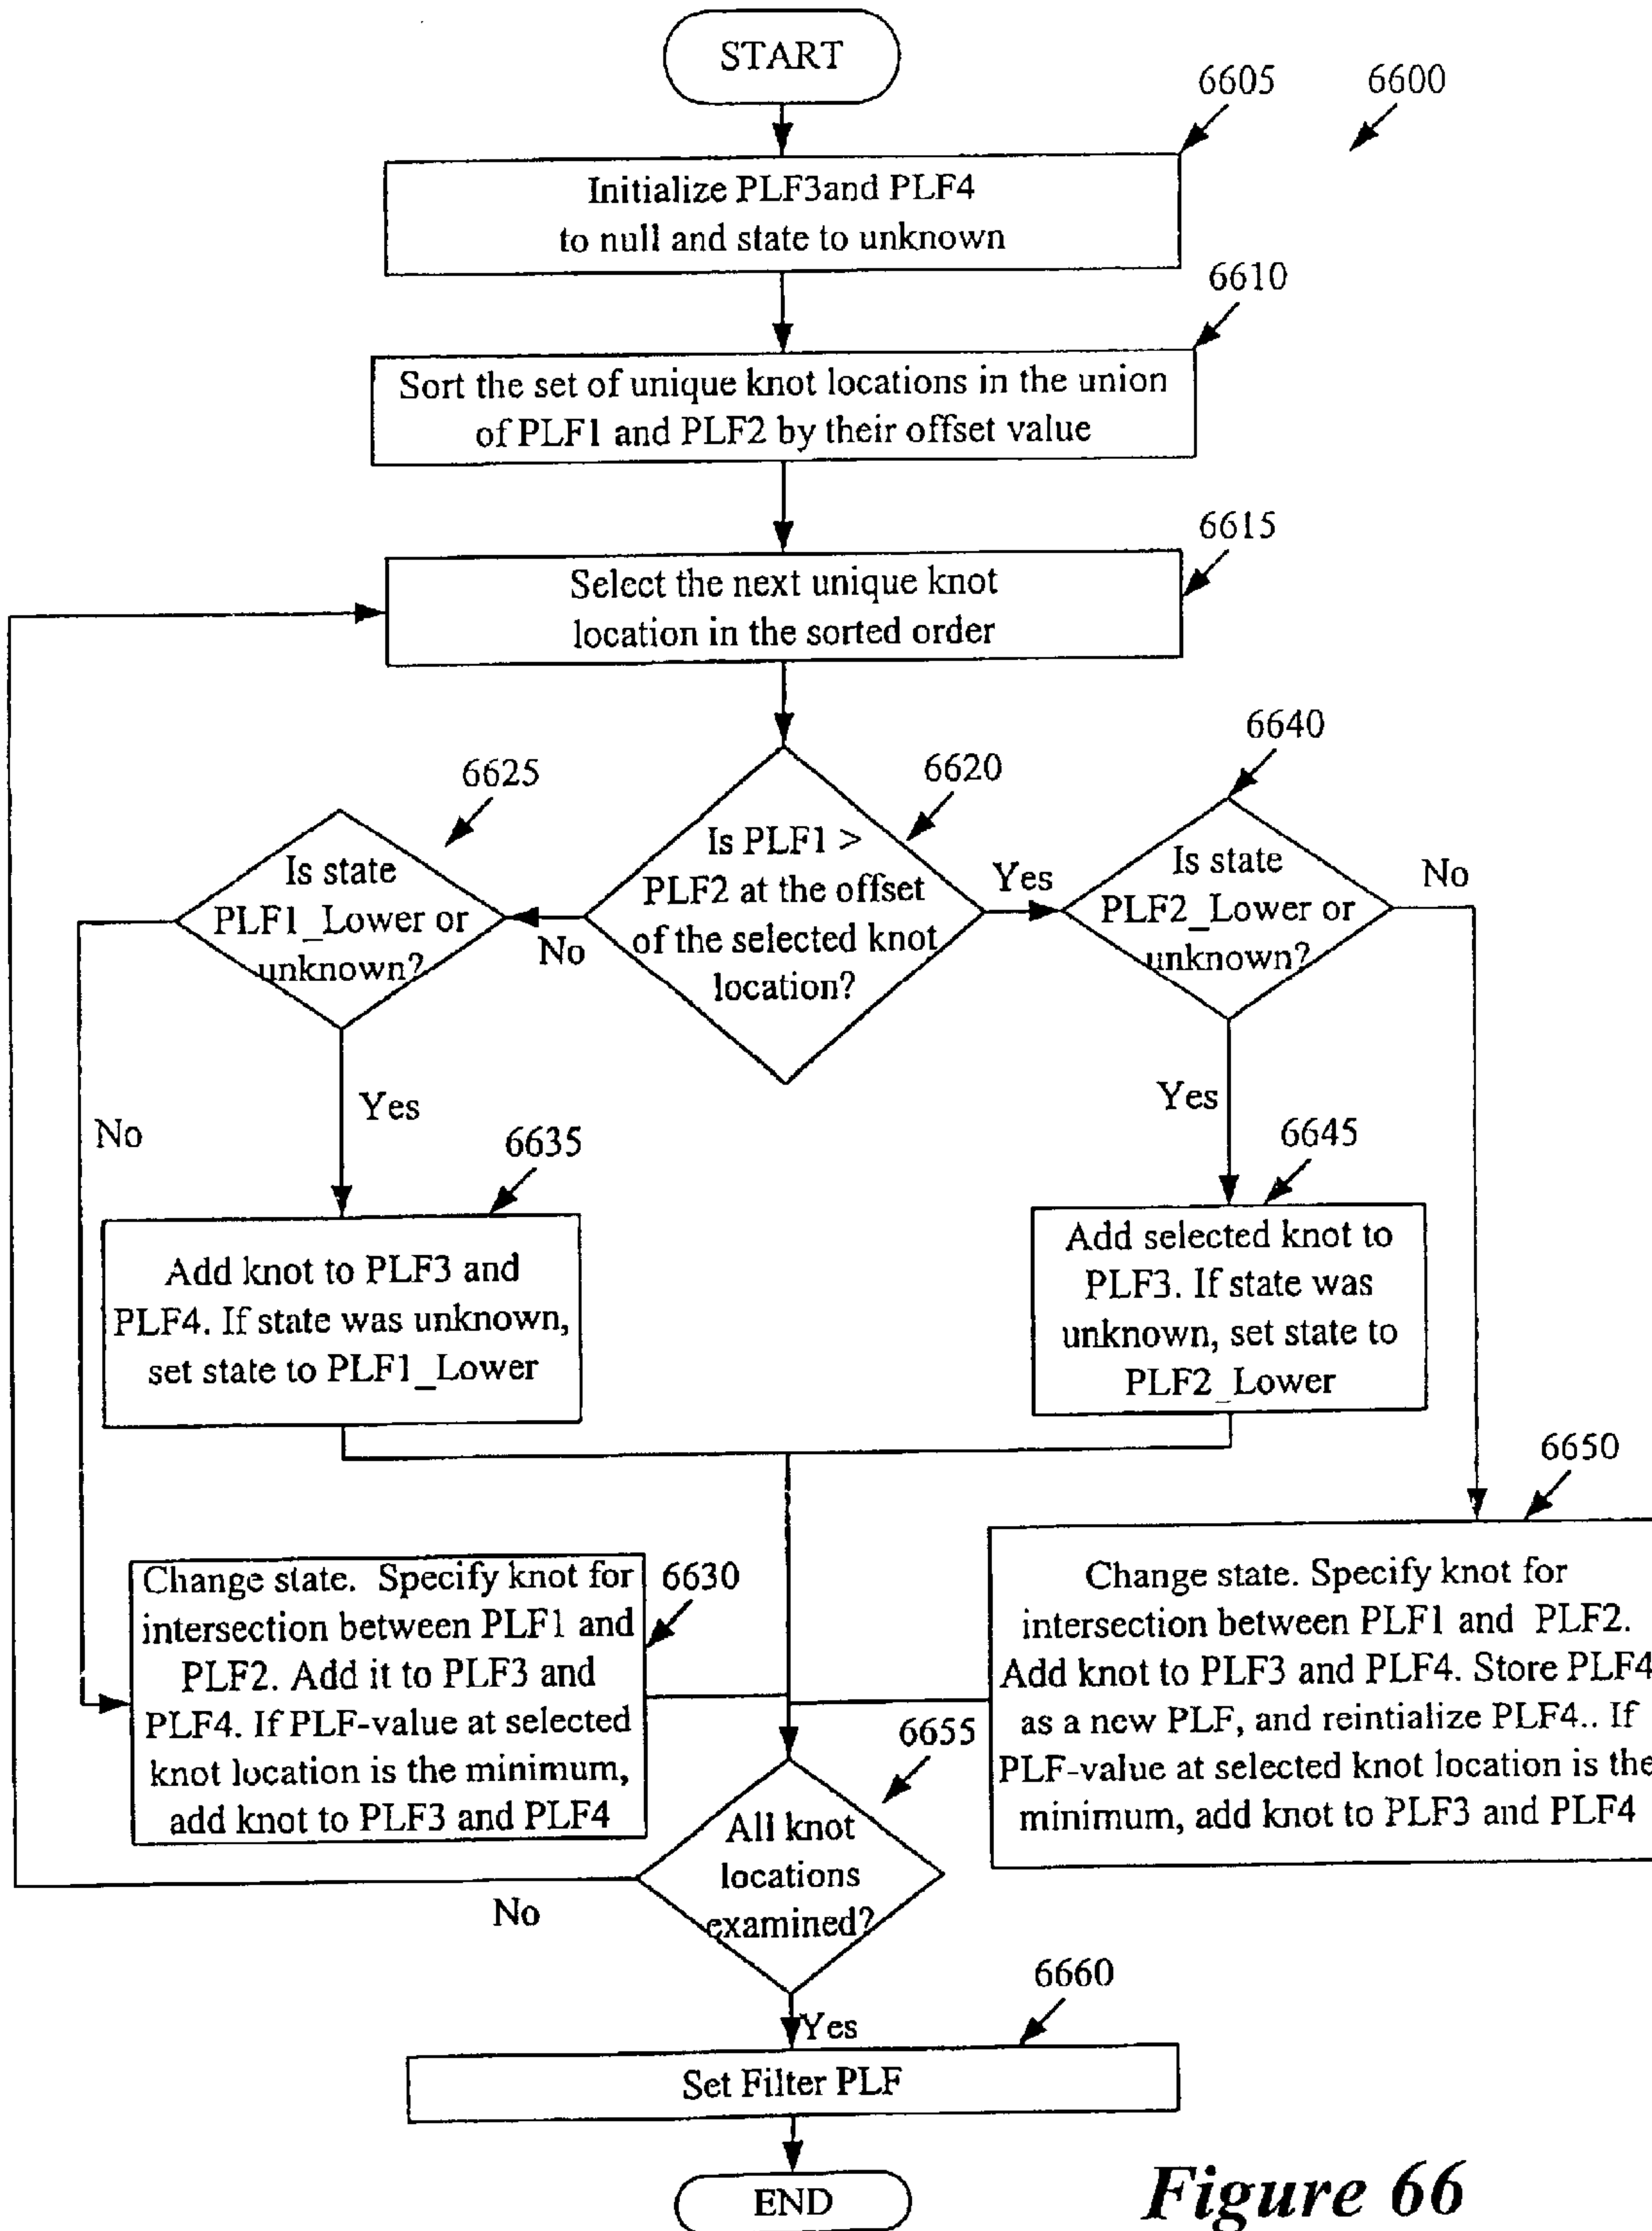 START
6605
6600
Initialize PLF3and PLF4
to null and state to unknown
6610
Sort the set of unique knot locations in the union
of PLF1 and PLF2 by their offset value
6615
Select the next unique knot
location in the sorted order
6640
6625
6620
Is state
PLF1_Lower or
unknown?
No
Is PLF1 >
PLF2 at the offset
of the selected knot
location?
Yes
Is state
PLF2_Lower or
unknown?
No
No
Yes
Yes
6635
6645
Add knot to PLF3 and
PLF4. If state was unknown,
set state to PLF1_Lower
Add selected knot to
PLF3. If state was
unknown, set state to
PLF2_Lower
6650
Change state. Specify knot for
intersection between PLF1 and
PLF2. Add it to PLF3 and
PLF4. If PLF-value at selected
knot location is the minimum,
add knot to PLF3 and PLF4
6630
Change state. Specify knot for
intersection between PLF1 and PLF2.
Add knot to PLF3 and PLF4. Store PLF4
as a new PLF, and reintialize PLF4.. If
PLF-value at selected knot location is the
minimum, add knot to PLF3 and PLF4
6655
All knot
locations
examined?
No
Yes
6660
Set Filter PLF
END
Figure 66